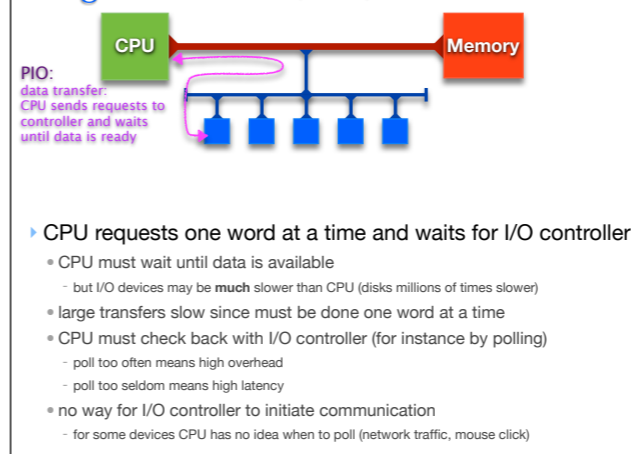 CPU
Memory
PIO:
data transfer:
CPU sends requests to
controller and waits
until data is ready
‣ CPU requests one word at a time and waits for I/O controller
• CPU must wait until data is available
- but I/O devices may be much slower than CPU (disks millions of times slower)
• large transfers slow since must be done one word at a time
• CPU must check back with I/O controller (for instance by polling)
- poll too often means high overhead
- poll too seldom means high latency
• no way for I/O controller to initiate communication
- for some devices CPU has no idea when to poll (network traffic, mouse click)